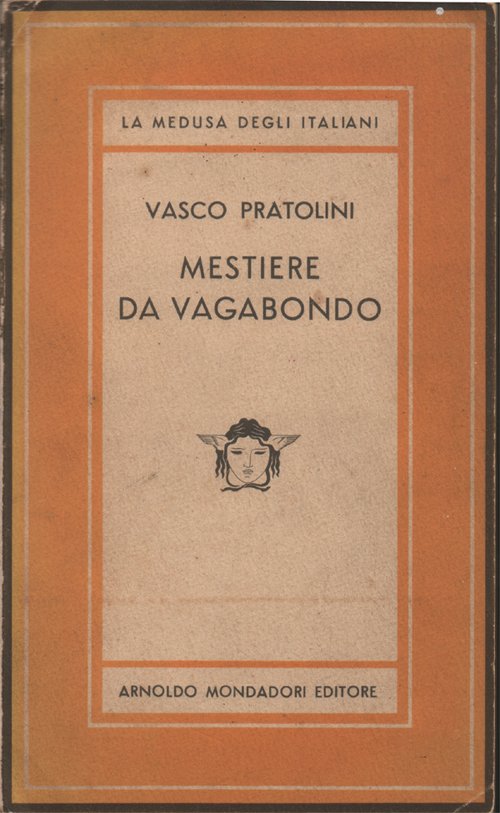 LA MEDUSA DEGLI ITALIANI
VASCO PRATOLINI
MESTIERE
DA VAGABONDO
ARNOLDO MONDADORI EDITORE